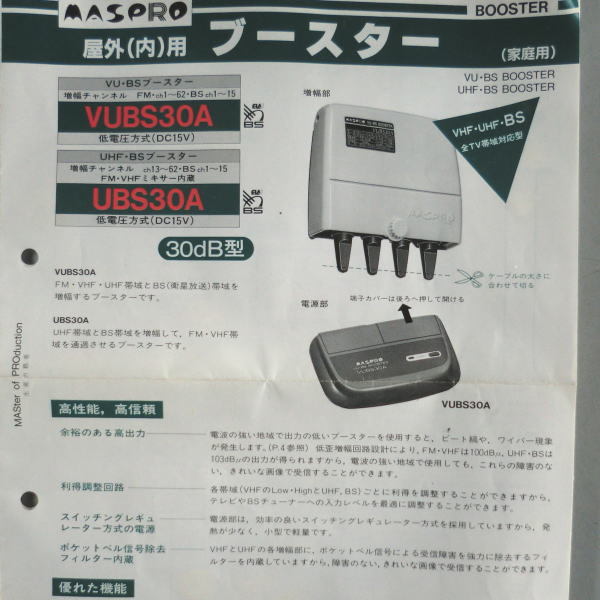 MASPRO
BOOSTER
屋外(内)用 ブースター (家庭用)
VU・BS BOOSTER
UHF・BS BOOSTER
VU・BSブースター
増幅チャンネル FM・ch1〜62・BS ch1〜15
VUBS30A
低電圧方式(DC15V)
BS
UHF・BSブースター
増幅チャンネル ch13〜62・BS ch1〜15
FM・VHFミキサー内蔵
UBS30A
低電圧方式(DC15V)
BS
30dB型
増幅部
MASPRO
VHF・UHF・BS
全TV帯域対応型
ケーブルの太さに
合わせて切る
電源部
端子カバーは後ろへ押して開ける
MASPRO
VUBS30A
VUBS30A
VUBS30A
FM・VHF・UHF帯域とBS(衛星放送)帯域を
増幅するブースターです。
UBS30A
UHF帯域とBS帯域を増幅して、FM・VHF帯
域を通過させるブースターです。
MASter of PROduction
高性能，高信頼
余裕のある高出力
電波の強い地域で出力の低いブースターを使用すると、ビート縞や、ワイパー現象
が発生します。(P.4参照) 低歪増幅回路設計により、FM・VHFは100dBμ、UHF・BSは
103dBμの出力が得られますから、電波の強い地域で使用しても、これらの障害のな
い、きれいな画像で受信することができます。
利得調整回路
各帯域(VHFのLow・HighとUHF、BS)ごとに利得を調整することができますから、
テレビやBSチューナーへの入力レベルを最適に調整することができます。
スイッチングレギュ
レーター方式の電源
電源部は、効率の良いスイッチングレギュレーター方式を採用していますから、発
熱が少なく、小型で軽量です。
ポケットベル信号除去
フィルター内蔵
VHFとUHFの各増幅部に、ポケットベル信号による受信障害を強力に除去するフィ
ルターを内蔵していますから、障害のない、きれいな画像で受信することができます。
優れた機能